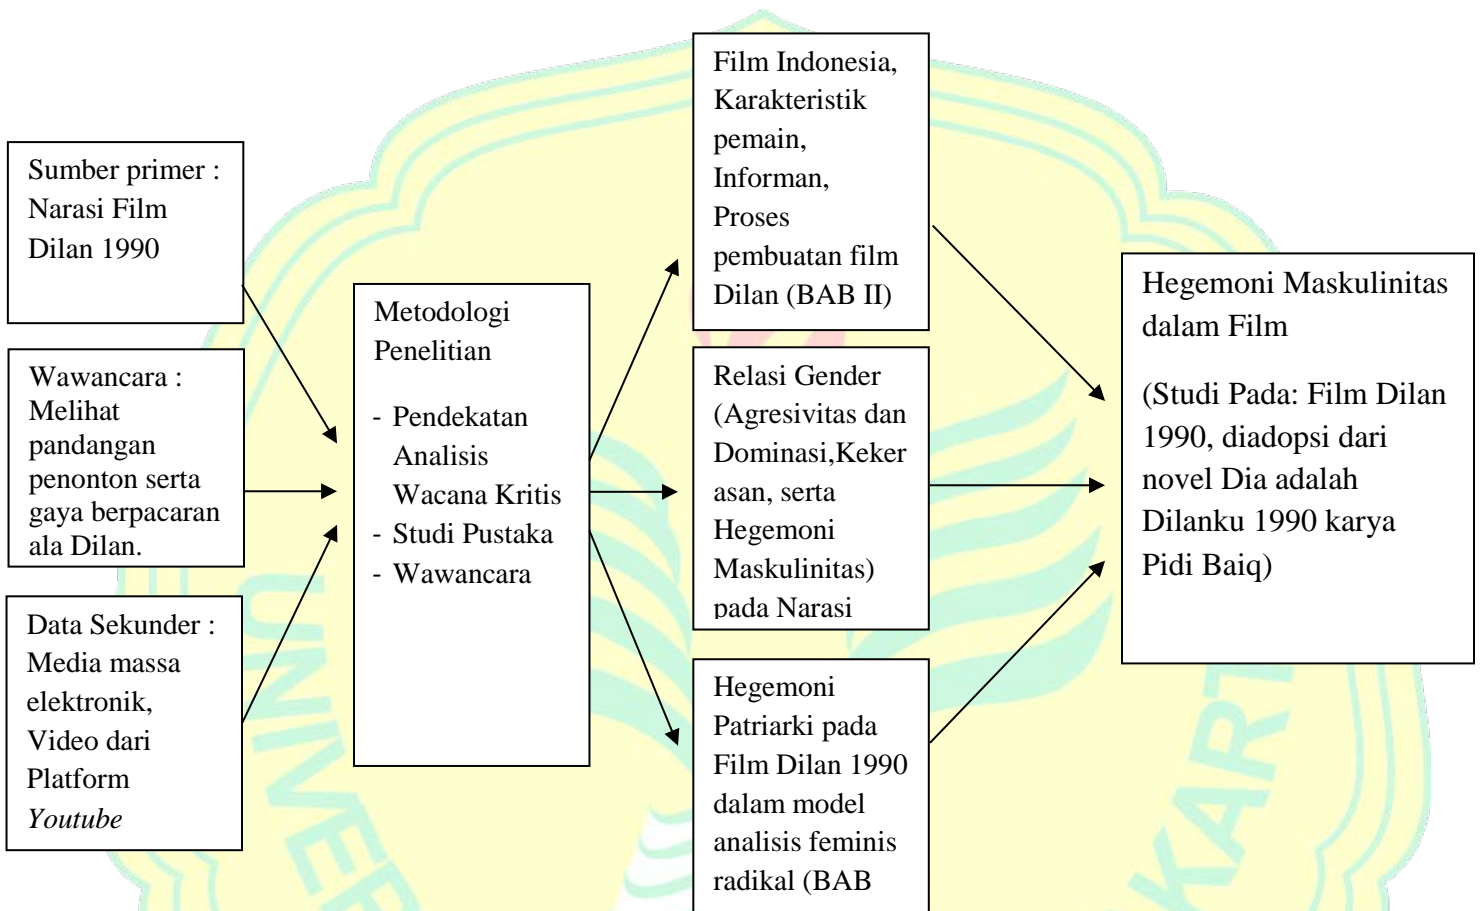 Sumber primer :
Narasi Film
Dilan 1990
Wawancara :
Melihat
pandangan
penonton serta
gaya berpacaran
ala Dilan.
Data Sekunder :
Media massa
elektronik,
Video dari
Platform
Youtube
Metodologi
Penelitian
- Pendekatan
Analisis
Wacana Kritis
- Studi Pustaka
- Wawancara
Film Indonesia,
Karakteristik
pemain,
Informan,
Proses
pembuatan film
Dilan (BAB II)
Relasi Gender
(Agresivitas dan
Dominasi,Keker
asan, serta
Hegemoni
Maskulinitas)
pada Narasi
Hegemoni
Patriarki pada
Film Dilan 1990
dalam model
analisis feminis
radikal (BAB
Hegemoni Maskulinitas
dalam Film
(Studi Pada: Film Dilan
1990, diadopsi dari
novel Dia adalah
Dilanku 1990 karya
Pidi Baiq)